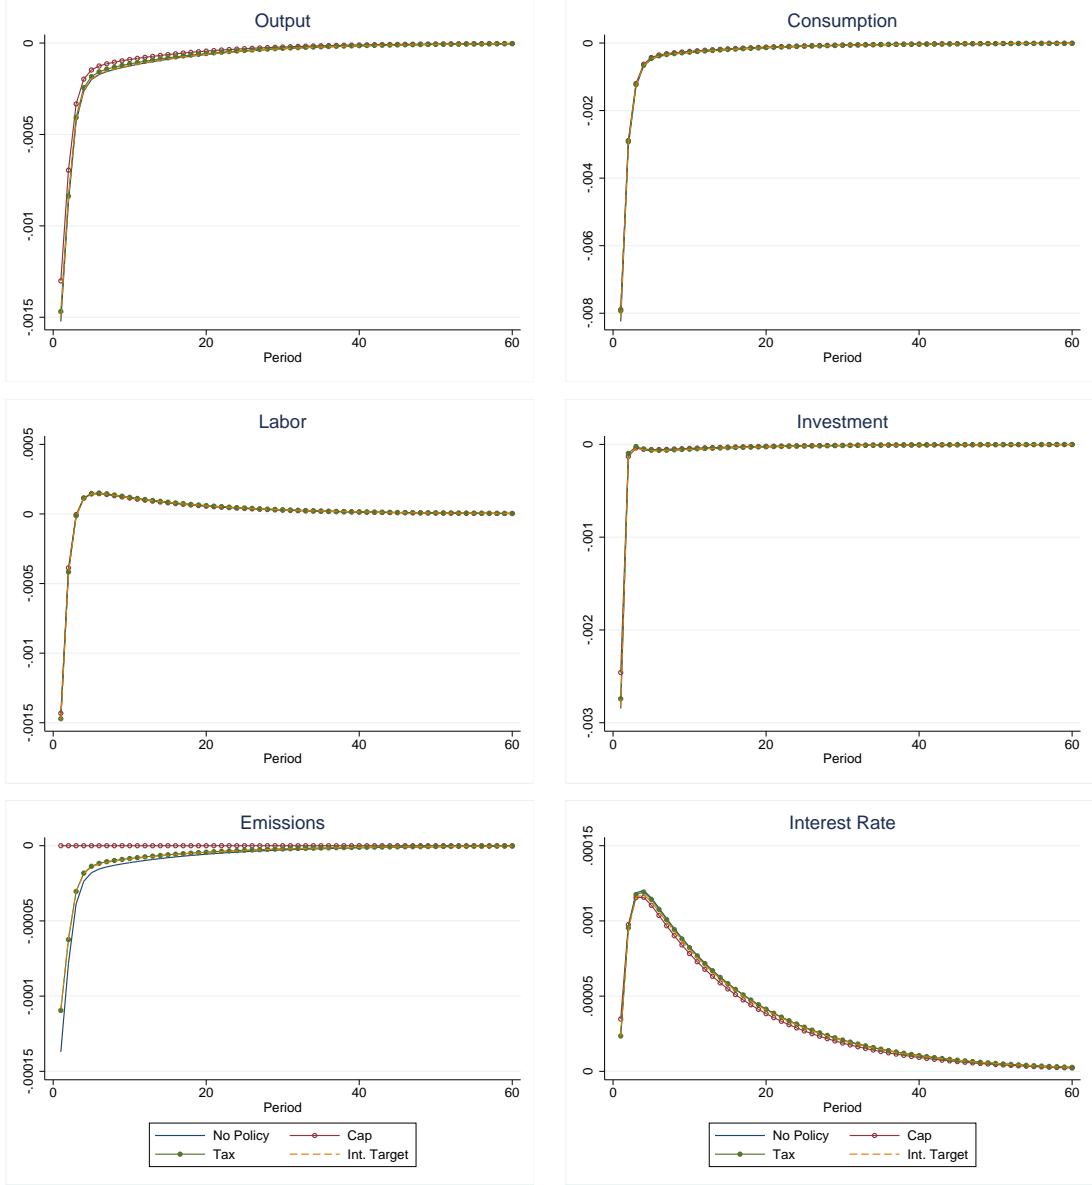 Output
0
-.0005
-.001
-.0015
0 20 40 60
Period
Consumption
0
-.002
-.004
-.006
-.008
0 20 40 60
Period
Labor
.0005
0
-.0005
-.001
-.0015
0 20 40 60
Period
Investment
0
-.001
-.002
-.003
0 20 40 60
Period
Emissions
0
-.00005
-.0001
-.00015
0 20 40 60
Period
No Policy Cap
Tax Int. Target
Interest Rate
.00015
.0001
.00005
0
0 20 40 60
Period
No Policy Cap
Tax Int. Target